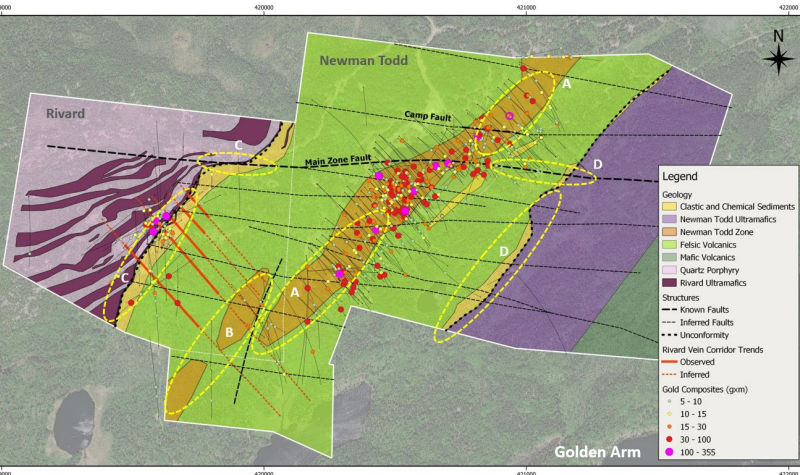 420000
421000
422000
N
Newman Todd
Rivard
A
Camp Fault
C
Main Zone Fault
D
D
C
A
B
Legend
Geology
Clastic and Chemical Sediments
Newman Todd Ultramafics
Newman Todd Zone
Felsic Volcanics
Mafic Volcanics
Quartz Porphyry
Rivard Ultramafics
Structures
Known Faults
Inferred Faults
Unconformity
Rivard Vein Corridor Trends
Observed
Inferred
Gold Composites (gxm)
5 - 10
10 - 15
15 - 30
30 - 100
100 - 355
Golden Arm